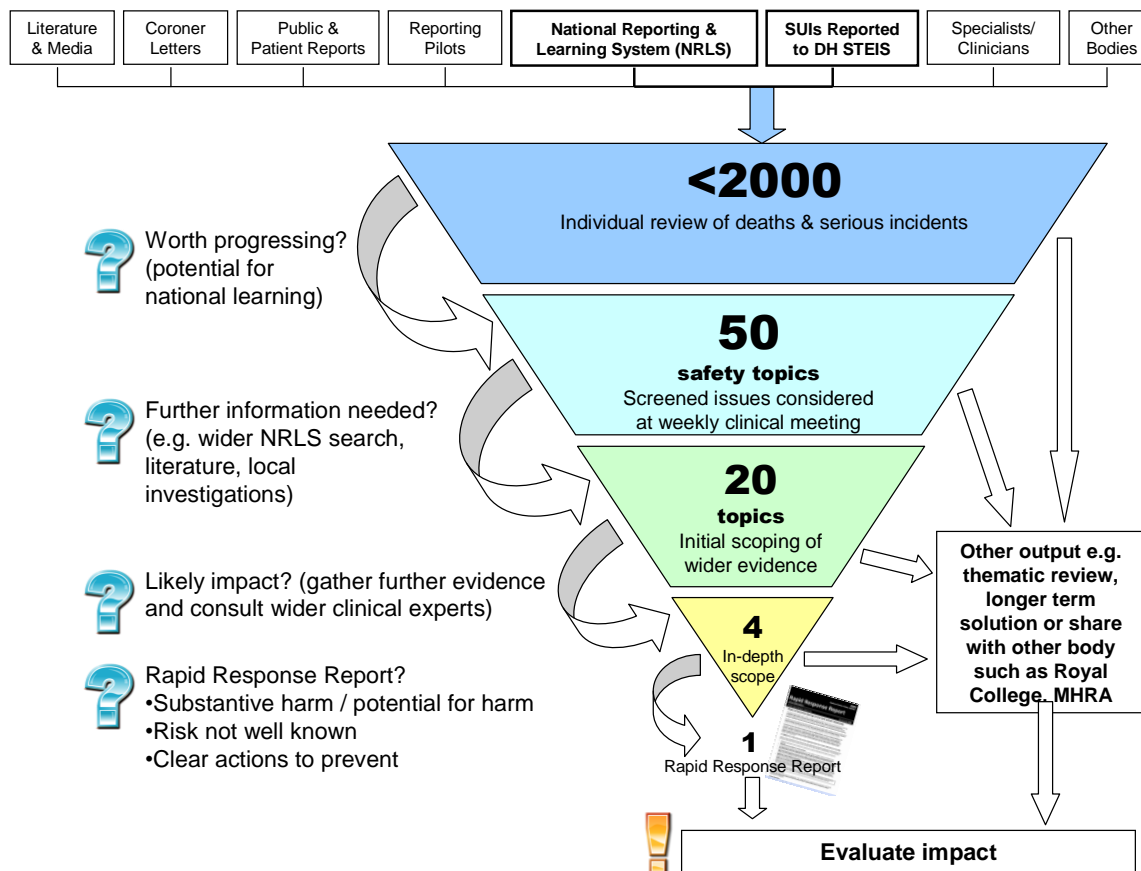 Literature
& Media
Coroner
Letters
Public &
Patient Reports
Reporting
Pilots
National Reporting &
Learning System (NRLS)
SUIs Reported
to DH STEIS
Specialists/
Clinicians
Other
Bodies
<2000
Individual review of deaths & serious incidents
Worth progressing?
(potential for
national learning)
50
safety topics
Screened issues considered
at weekly clinical meeting
Further information needed?
(e.g. wider NRLS search,
literature, local
investigations)
20
topics
Initial scoping of
wider evidence
Likely impact? (gather further evidence
and consult wider clinical experts)
4
In-depth
scope
Other output e.g.
thematic review,
longer term
solution or share
with other body
such as Royal
College, MHRA
Rapid Response Report?
•Substantive harm / potential for harm
•Risk not well known
•Clear actions to prevent
Rapid Response Report
1
Rapid Response Report
Evaluate impact